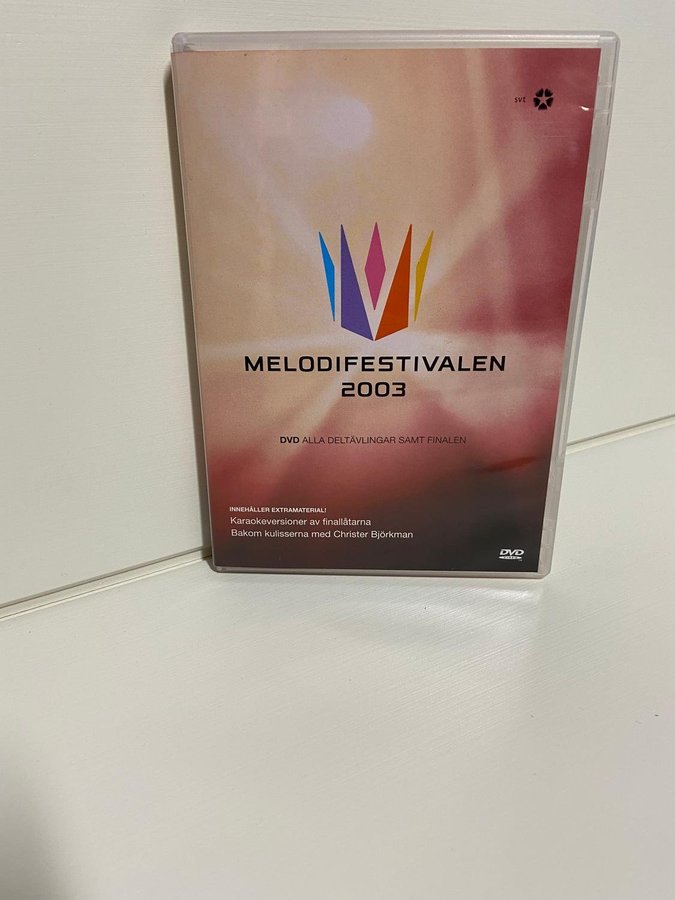 svt
MELODIFESTIVALEN
2003
DVD ALLA DELTÄVLINGAR SAMT FINALEN
INNEHÅLLER EXTRAMATERIAL!
Karaokeversioner av finallåtarna
Bakom kulisserna med Christer Björkman
DVD
VIDEO